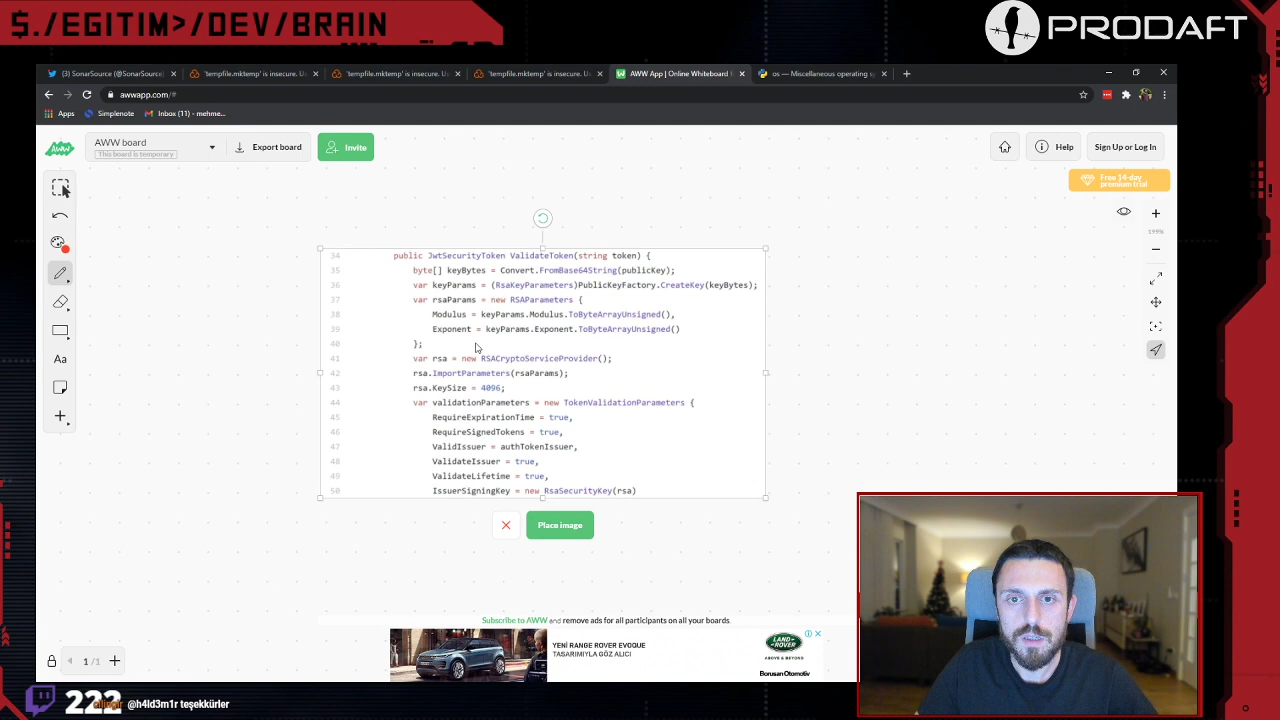 $./EGITIM>/DEV/BRAIN
PRODAFT
(3) SonarSource (@SonarSource)
'tempfile.mktemp' is insecure. U
'tempfile.mktemp' is insecure. U
'tempfile.mktemp' is insecure. U
AWW App | Online Whiteboard
os — Miscellaneous operating sy
awwapp.com/#
Apps
Simplenote
Inbox (11) - mehme...
AWW board
This board is temporary
Export board
Invite
Help
Sign Up or Log In
Free 14-day
premium trial
199%
Aa
34 public JwtSecurityToken ValidateToken(string token) {
35 byte[] keyBytes = Convert.FromBase64String(publicKey);
36 var keyParams = (RsaKeyParameters)PublicKeyFactory.CreateKey(keyBytes);
37 var rsaParams = new RSAParameters {
38 Modulus = keyParams.Modulus.ToByteArrayUnsigned(),
39 Exponent = keyParams.Exponent.ToByteArrayUnsigned()
40 };
41 var rsa = new RSACryptoServiceProvider();
42 rsa.ImportParameters(rsaParams);
43 rsa.KeySize = 4096;
44 var validationParameters = new TokenValidationParameters {
45 RequireExpirationTime = true,
46 RequireSignedTokens = true,
47 ValidIssuer = authTokenIssuer,
48 ValidateIssuer = true,
49 ValidateLifetime = true,
50 IssuerSigningKey = new RsaSecurityKey(rsa)
Place image
Subscribe to AWW and remove ads for all participants on all your boards.
YENİ RANGE ROVER EVOQUE
TASARIMIYLA GÖZ ALICI
LAND ROVER
ABOVE & BEYOND
Borusan Otomotiv
1 / 1
222
@h4ld3m1r teşekkürler